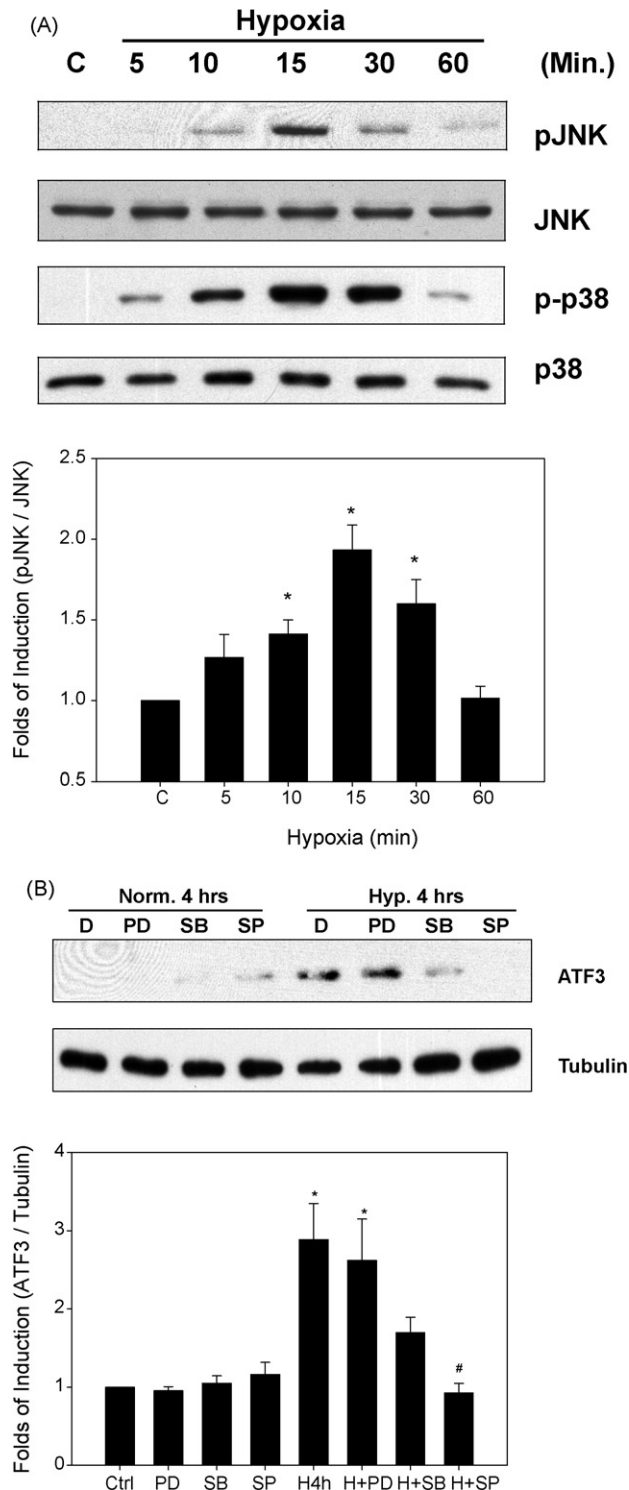 (A)
Hypoxia
C 5 10 15 30 60 (Min.)
pJNK
JNK
p-p38
p38
Folds of Induction (pJNK / JNK)
2.5
2.0
1.5
1.0
0.5
* * *
C 5 10 15 30 60
Hypoxia (min)
(B)
Norm. 4 hrs Hyp. 4 hrs
D PD SB SP D PD SB SP
ATF3
Tubulin
Folds of Induction (ATF3 / Tubulin)
4
3
2
1
0
* * #
Ctrl PD SB SP H4h H+PD H+SB H+SP